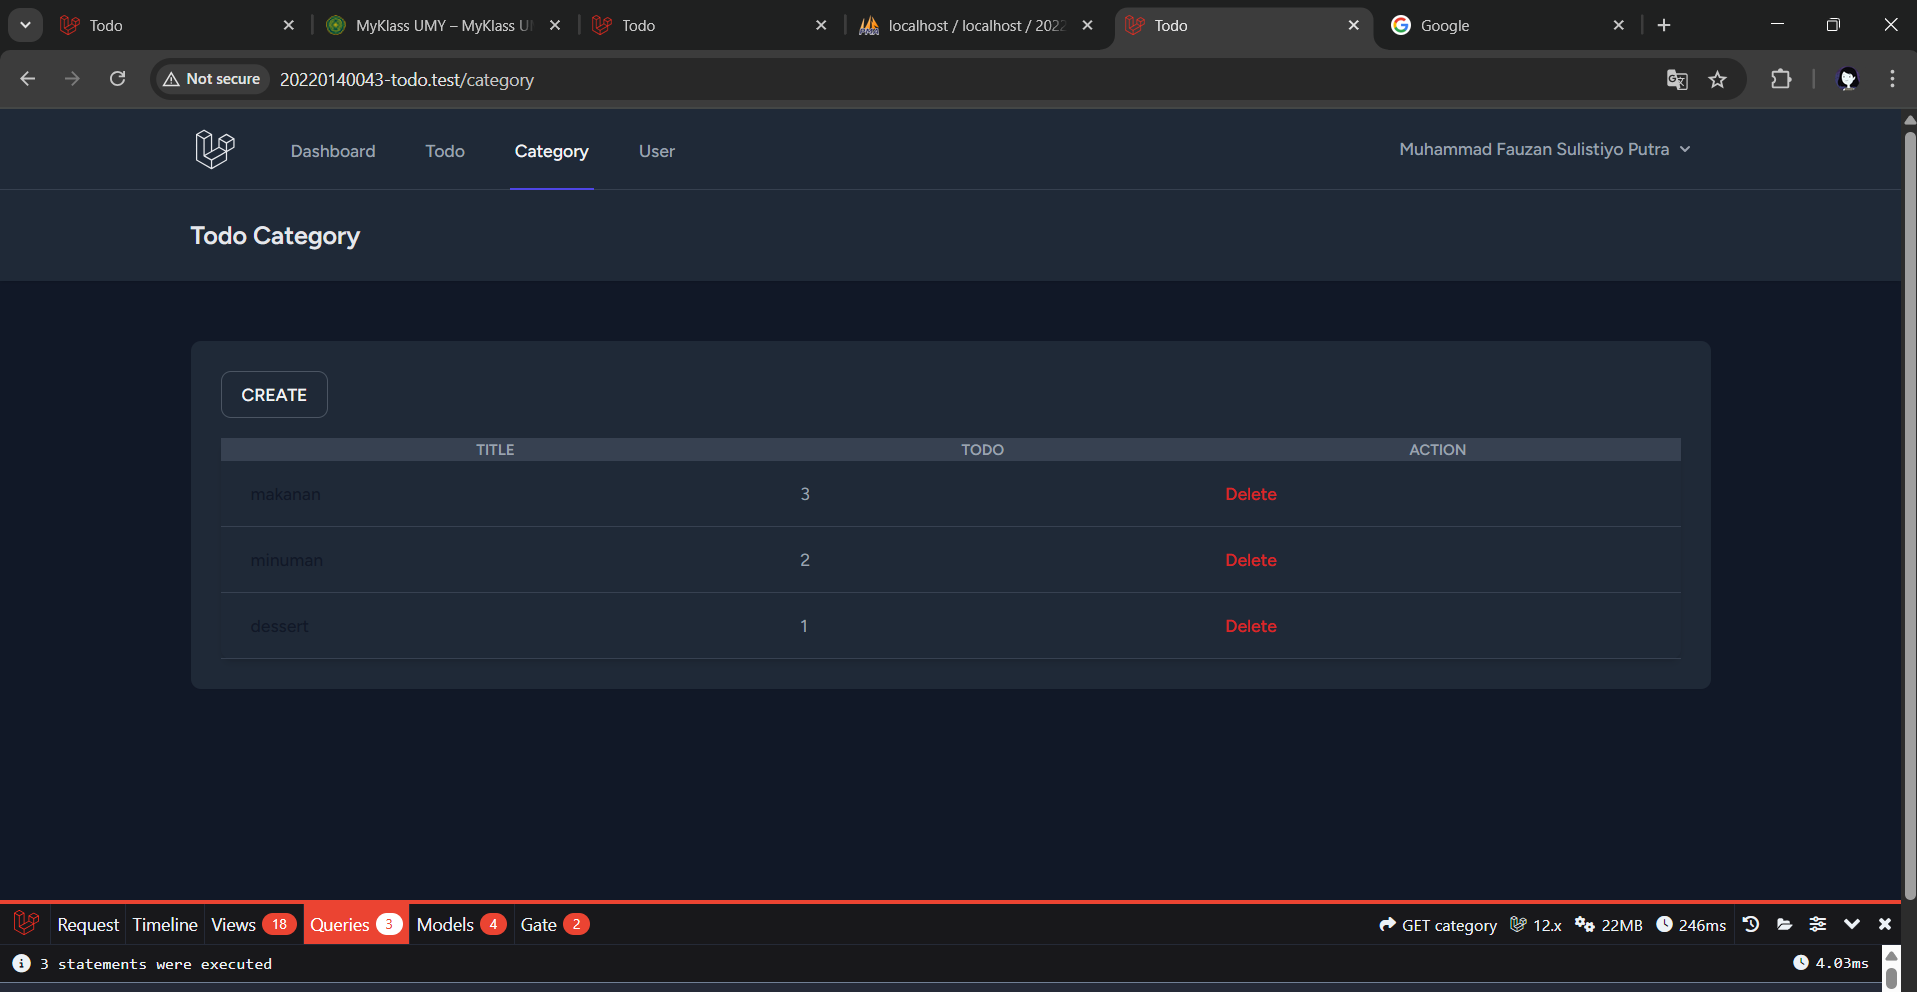 Todo
MyKlass UMY – MyKlass U
Todo
localhost / localhost / 2022
Todo
Google
Not secure
20220140043-todo.test/category
Dashboard
Todo
Category
User
Muhammad Fauzan Sulistiyo Putra
Todo Category
CREATE
TITLE TODO ACTION
makanan 3 Delete
minuman 2 Delete
dessert 1 Delete
Request Timeline Views 18 Queries 3 Models 4 Gate 2 GET category 12.x 22MB 246ms
3 statements were executed 4.03ms